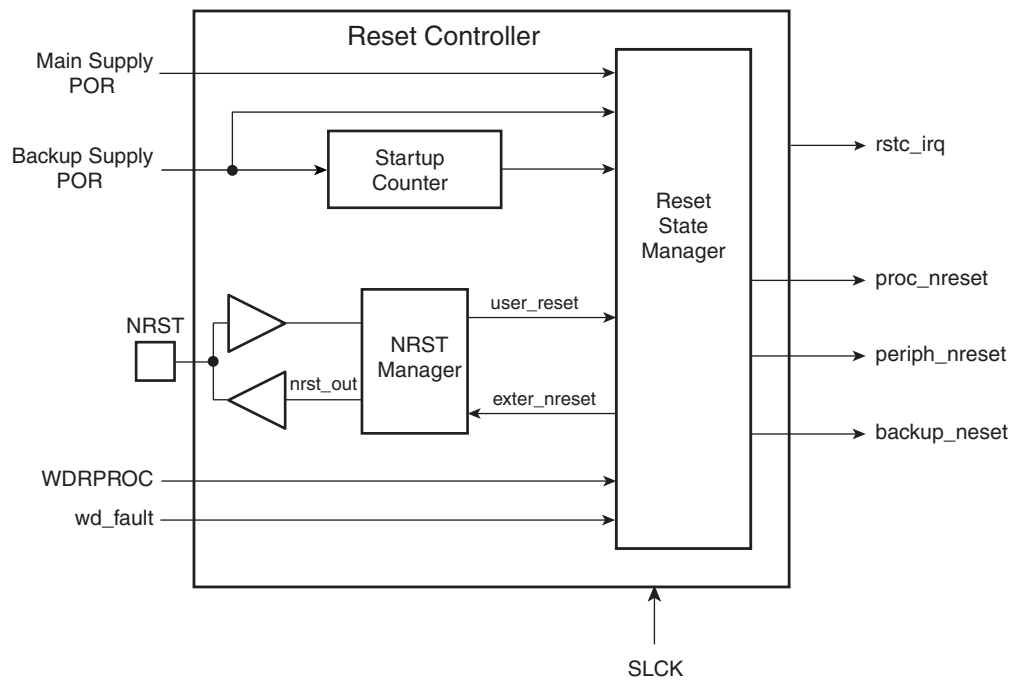 Reset Controller
Main Supply
POR
Backup Supply
POR
Startup
Counter
Reset
State
Manager
rstc_irq
proc_nreset
periph_nreset
backup_neset
NRST
NRST
Manager
user_reset
nrst_out
exter_nreset
WDRPROC
wd_fault
SLCK